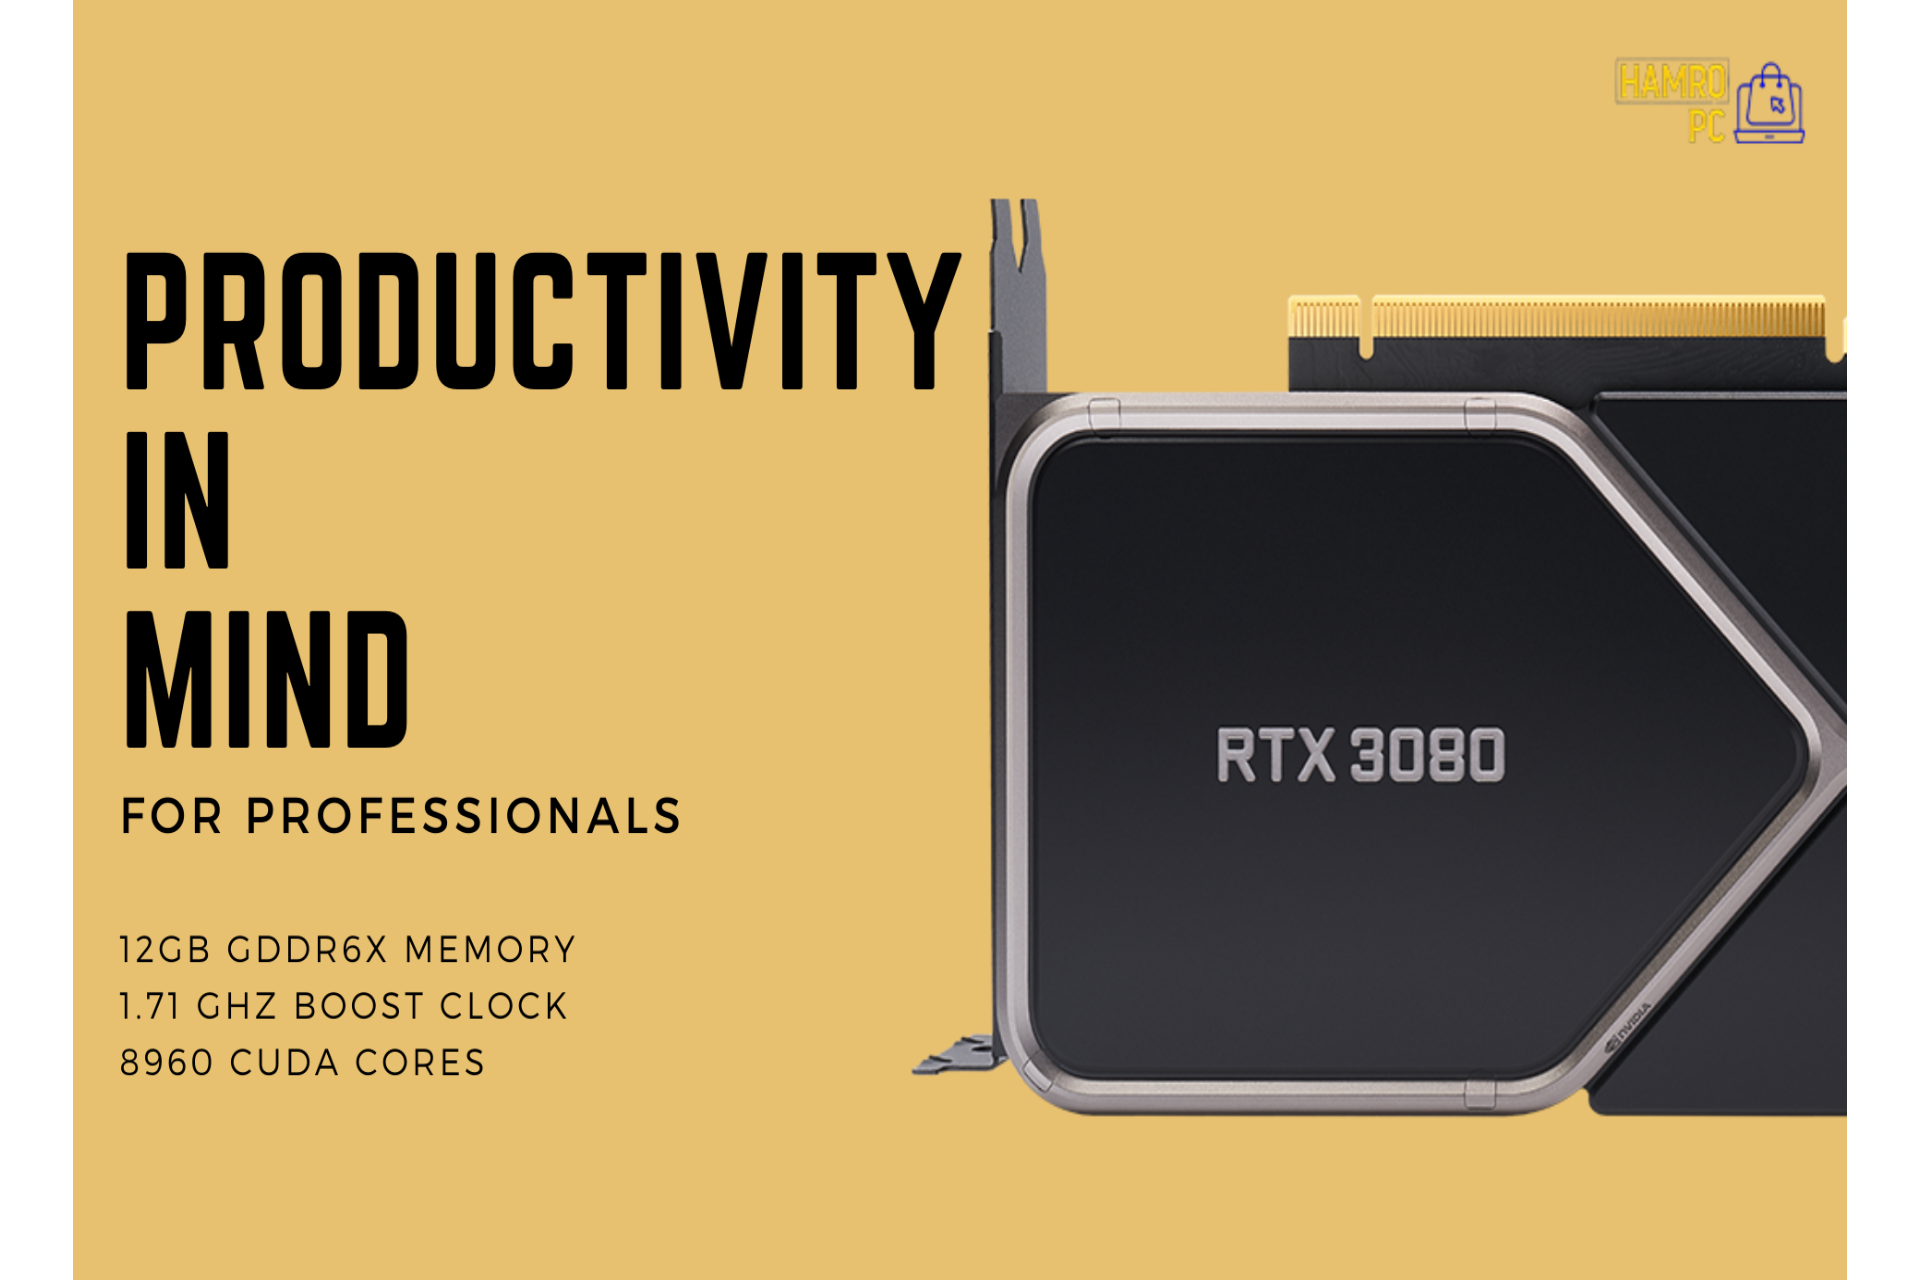 HAMRO
PC
PRODUCTIVITY
IN
MIND
FOR PROFESSIONALS
12GB GDDR6X MEMORY
1.71 GHZ BOOST CLOCK
8960 CUDA CORES
RTX 3080
NVIDIA